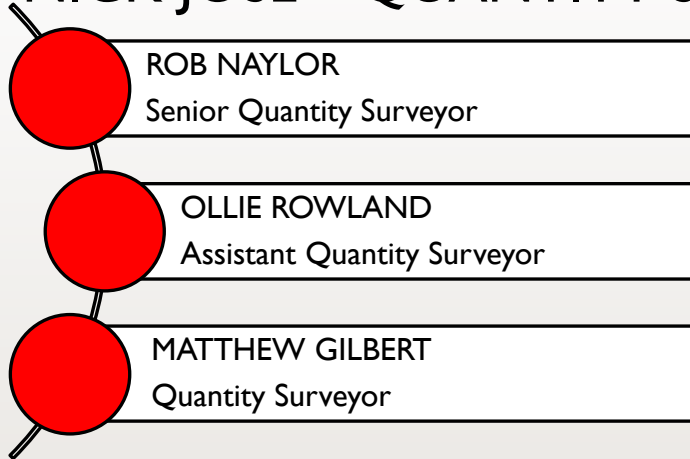 ROB NAYLOR
Senior Quantity Surveyor
OLLIE ROWLAND
Assistant Quantity Surveyor
MATTHEW GILBERT
Quantity Surveyor